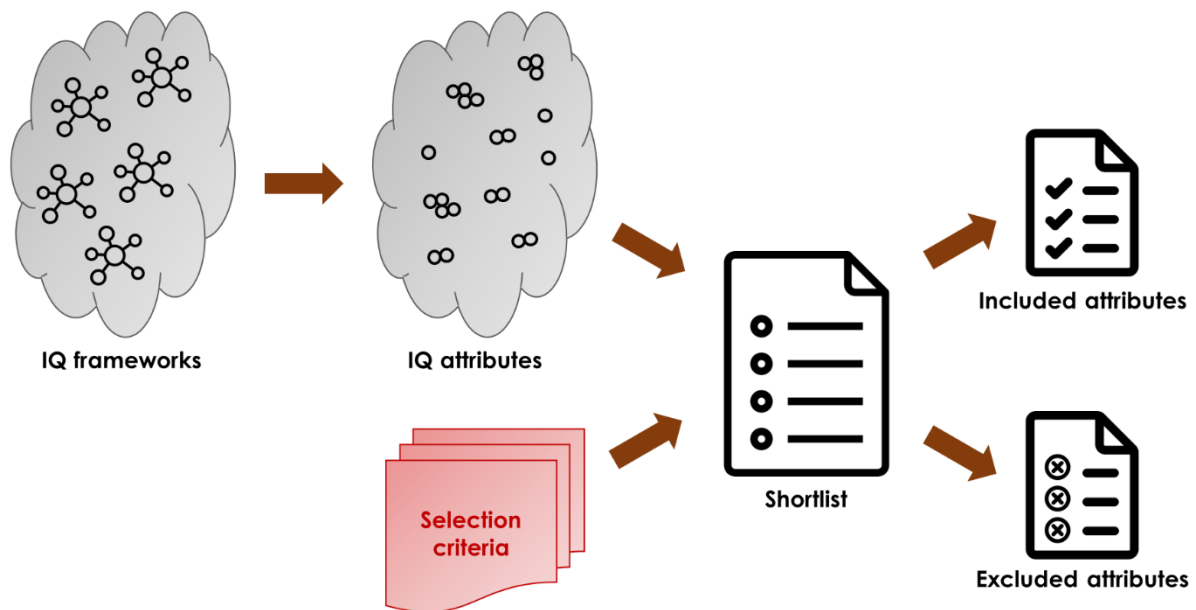 IQ frameworks
IQ attributes
Selection
criteria
Shortlist
Included attributes
Excluded attributes